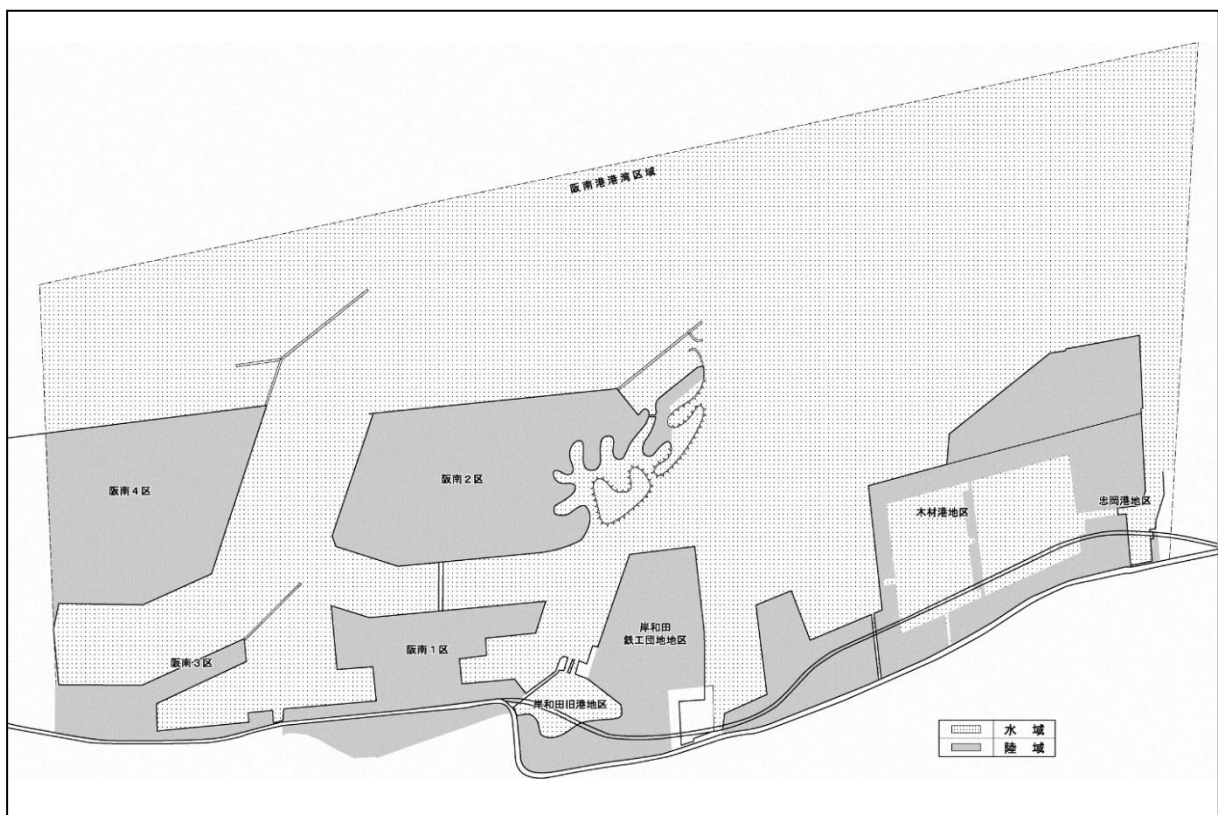 阪南港港湾区域
阪南4区
阪南2区
木材港地区
忠岡港地区
阪南3区
阪南1区
岸和田
鉄工団地地区
岸和田旧港地区
水 域
陸 域